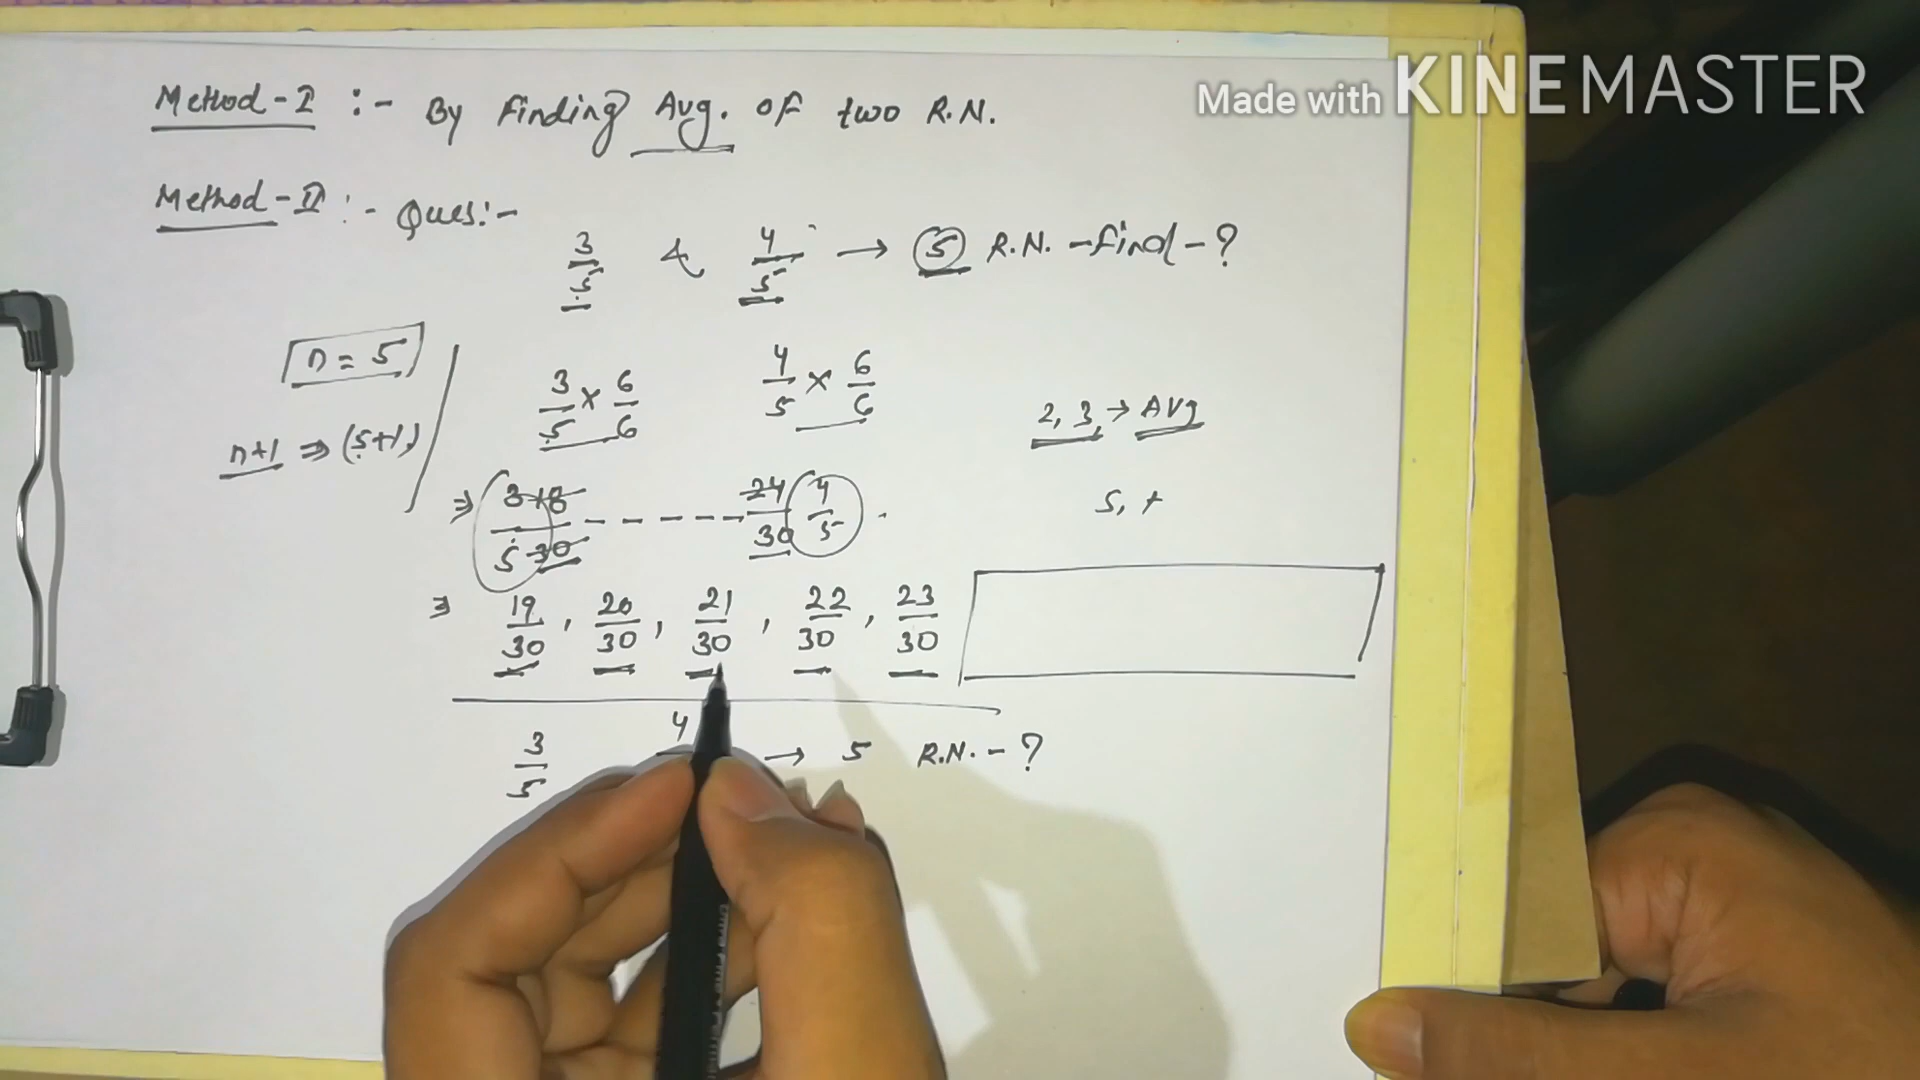 Made with KINEMASTER
Method-I :- By Finding Avg. of two R.N.
Method-II :- Ques:-
3/5 & 4/5 → 5 R.N. -find-?
n = 5
3/5 × 6/6 4/5 × 6/6
n+1 ⇒ (5+1)
2, 3, → Avg
⇒ 3 18/5 30 ------ 24/30 4/5 .
5, +
⇒ 19/30 , 20/30 , 21/30 , 22/30 , 23/30
3/5 4 → 5 R.N. - ?